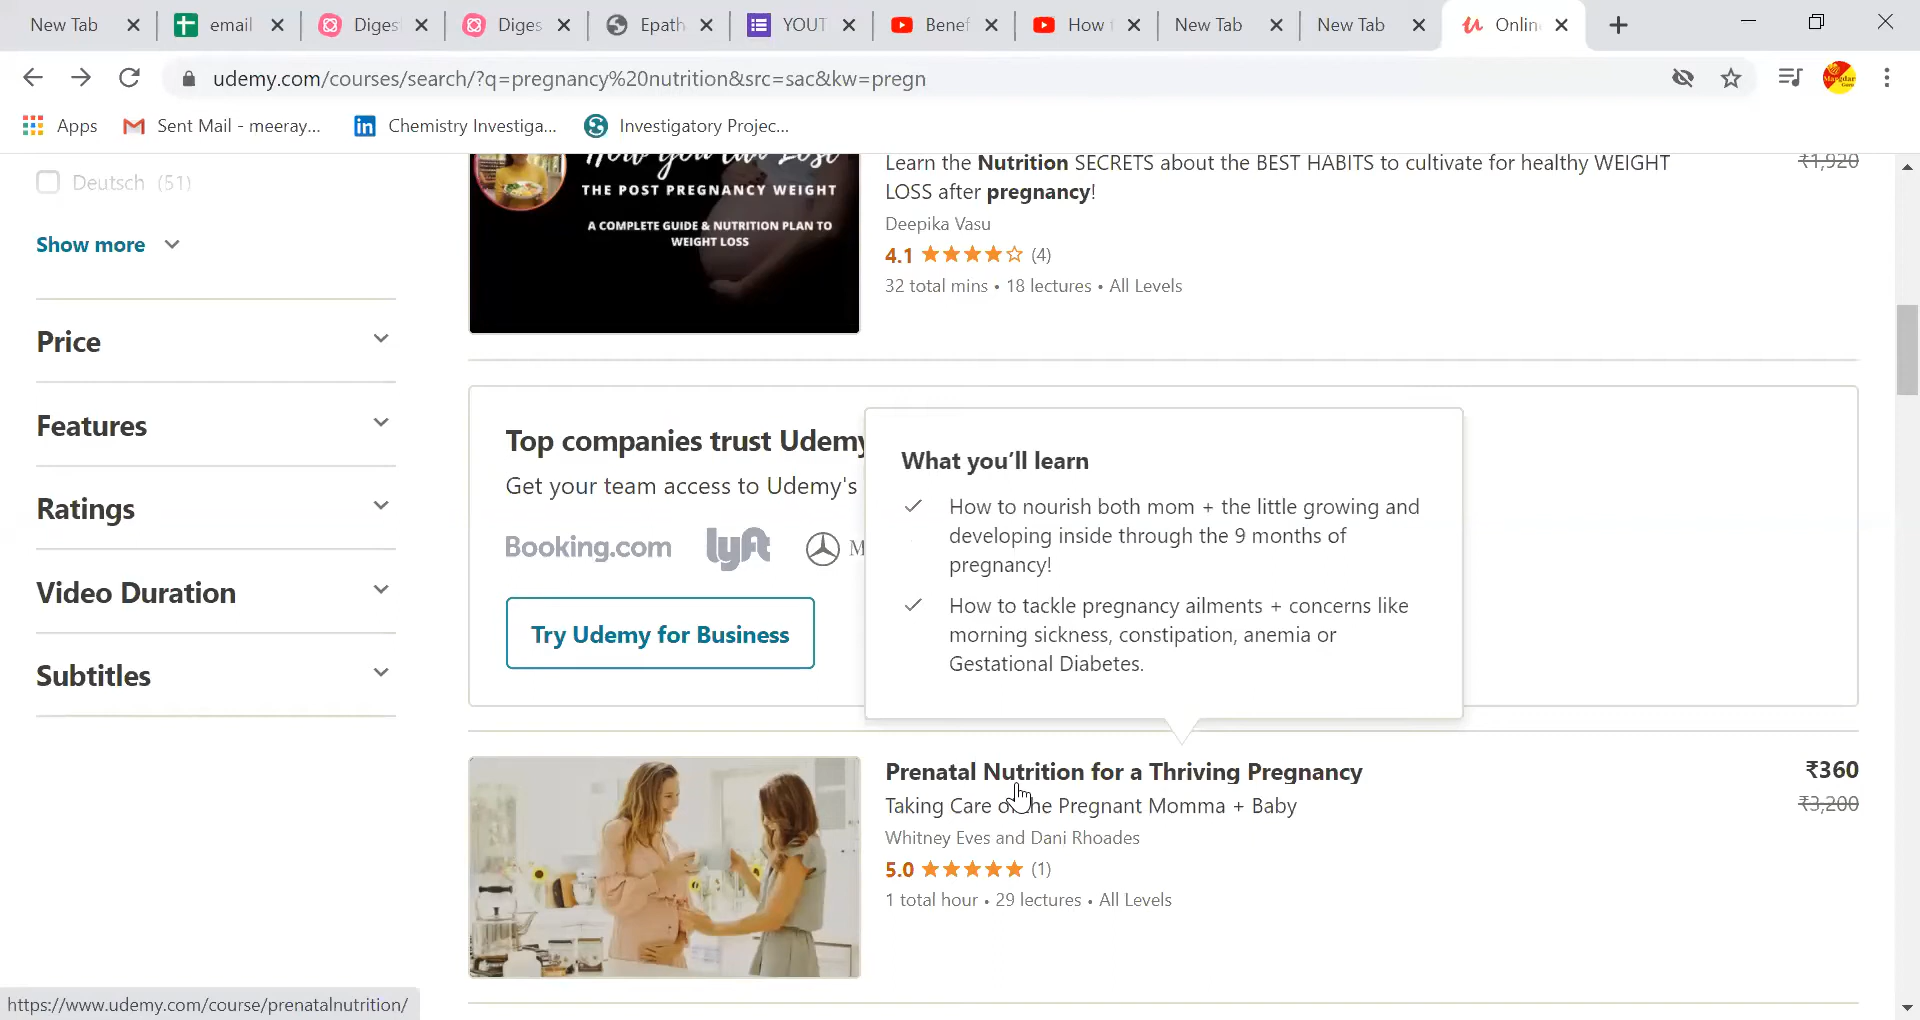 New Tab
email
Diges
Diges
Epath
YOUT
Benef
How t
New Tab
New Tab
Onlin
udemy.com/courses/search/?q=pregnancy%20nutrition&src=sac&kw=pregn
Apps
Sent Mail - meeray...
Chemistry Investiga...
Investigatory Projec...
Deutsch (51)
Show more
Price
Features
Ratings
Video Duration
Subtitles
How you can Lose
THE POST PREGNANCY WEIGHT
A COMPLETE GUIDE & NUTRITION PLAN TO
WEIGHT LOSS
Learn the Nutrition SECRETS about the BEST HABITS to cultivate for healthy WEIGHT
LOSS after pregnancy!
Deepika Vasu
4.1 (4)
32 total mins • 18 lectures • All Levels
₹1,920
Top companies trust Udemy
Get your team access to Udemy's
Booking.com lyft M
Try Udemy for Business
What you'll learn
How to nourish both mom + the little growing and
developing inside through the 9 months of
pregnancy!
How to tackle pregnancy ailments + concerns like
morning sickness, constipation, anemia or
Gestational Diabetes.
Prenatal Nutrition for a Thriving Pregnancy
Taking Care of the Pregnant Momma + Baby
Whitney Eves and Dani Rhoades
5.0 (1)
1 total hour • 29 lectures • All Levels
₹360
₹3,200
https://www.udemy.com/course/prenatalnutrition/